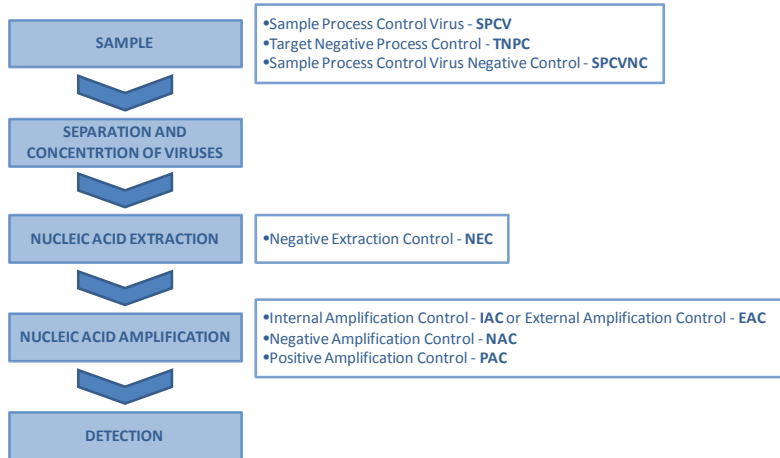 SAMPLE
•Sample Process Control Virus - SPCV
•Target Negative Process Control - TNPC
•Sample Process Control Virus Negative Control - SPCVNC
SEPARATION AND
CONCENTRTION OF VIRUSES
NUCLEIC ACID EXTRACTION
•Negative Extraction Control - NEC
NUCLEIC ACID AMPLIFICATION
•Internal Amplification Control - IAC or External Amplification Control - EAC
•Negative Amplification Control - NAC
•Positive Amplification Control - PAC
DETECTION